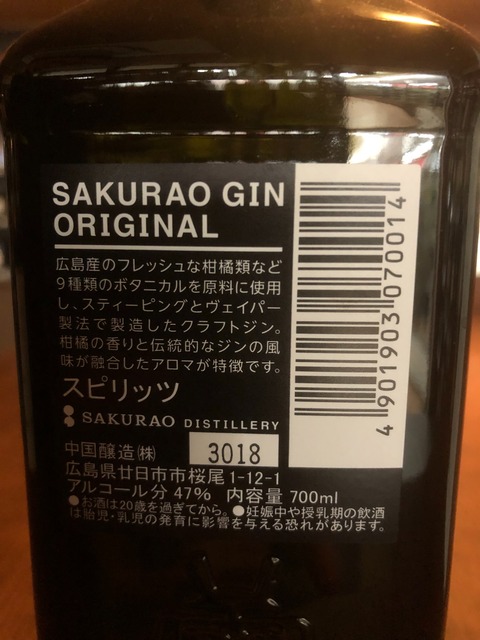 SAKURAO GIN
ORIGINAL
広島産のフレッシュな柑橘類など
9種類のボタニカルを原料に使用
し、スティーピングとヴェイパー
製法で製造したクラフトジン。
柑橘の香りと伝統的なジンの風
味が融合したアロマが特徴です。
スピリッツ
SAKURAO DISTILLERY
中国醸造㈱ 3018
広島県廿日市市桜尾1-12-1
アルコール分 47% 内容量 700ml
●お酒は20歳を過ぎてから。●妊娠中や授乳期の飲酒
は胎児・乳児の発育に影響を与える恐れがあります。
4 901903 070014